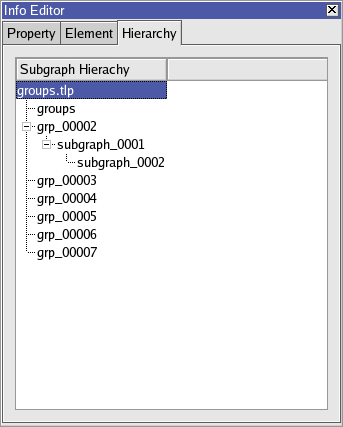 Info Editor
Property Element Hierarchy
Subgraph Hierachy
groups.tlp
groups
grp_00002
subgraph_0001
subgraph_0002
grp_00003
grp_00004
grp_00005
grp_00006
grp_00007